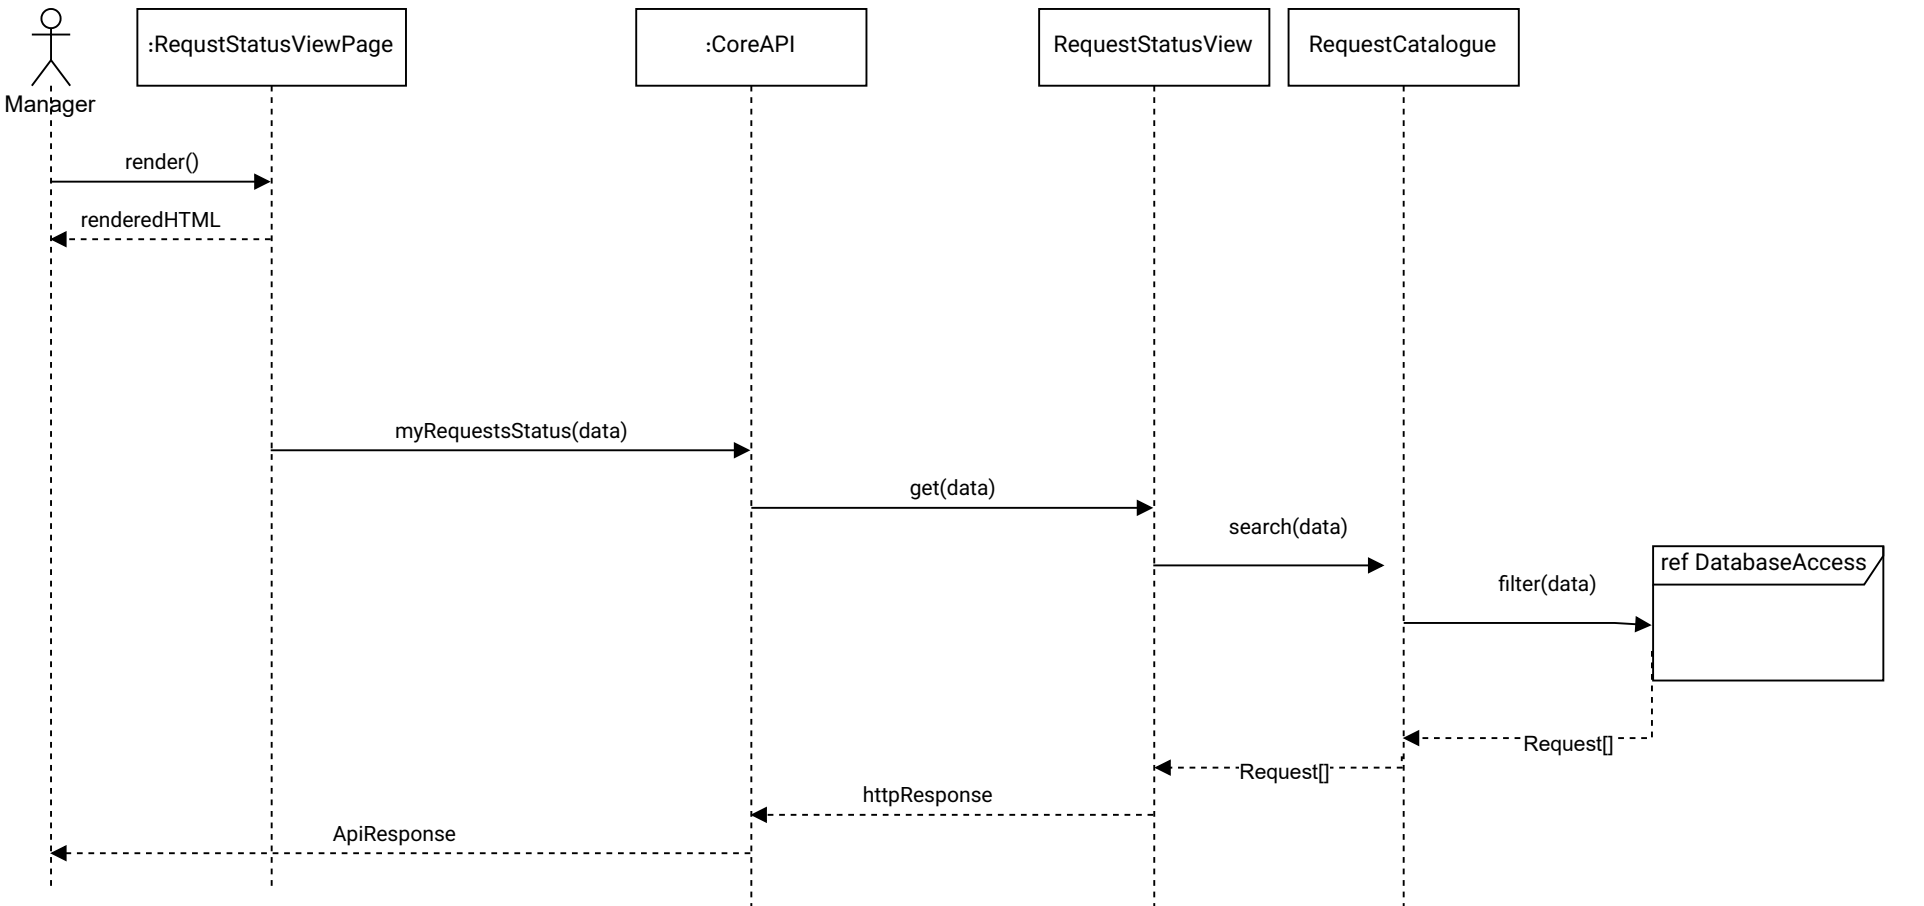 :RequstStatusViewPage
:CoreAPI
RequestStatusView
RequestCatalogue
Manager
render()
renderedHTML
myRequestsStatus(data)
get(data)
search(data)
ref DatabaseAccess
filter(data)
Request[]
Request[]
httpResponse
ApiResponse